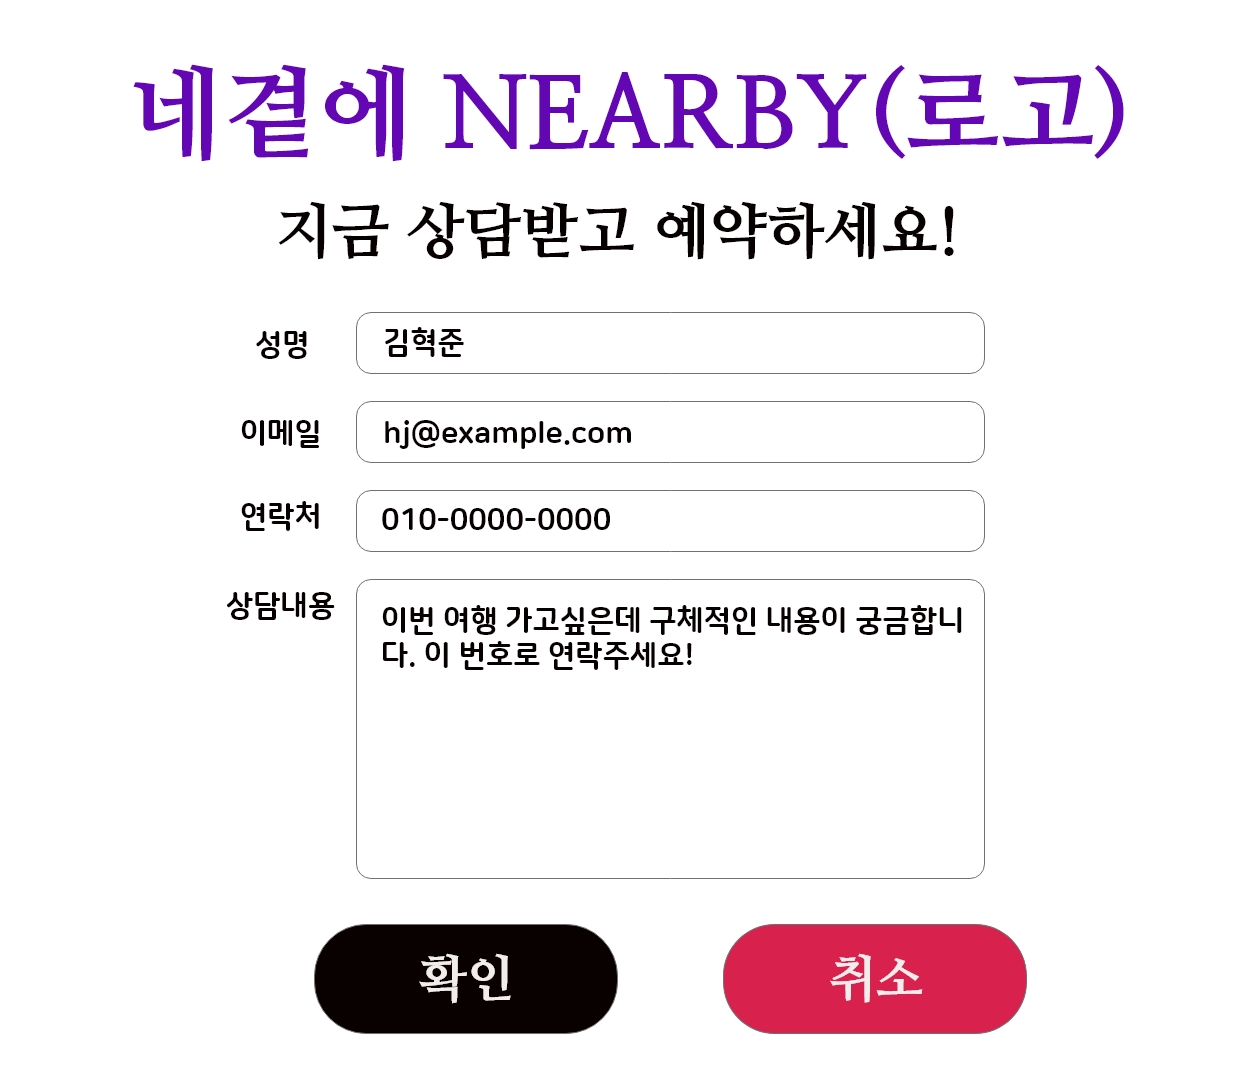 네곁에 NEARBY(로고)
지금 상담받고 예약하세요!
성명 김혁준
이메일 hj@example.com
연락처 010-0000-0000
상담내용 이번 여행 가고싶은데 구체적인 내용이 궁금합니
다. 이 번호로 연락주세요!
확인 취소